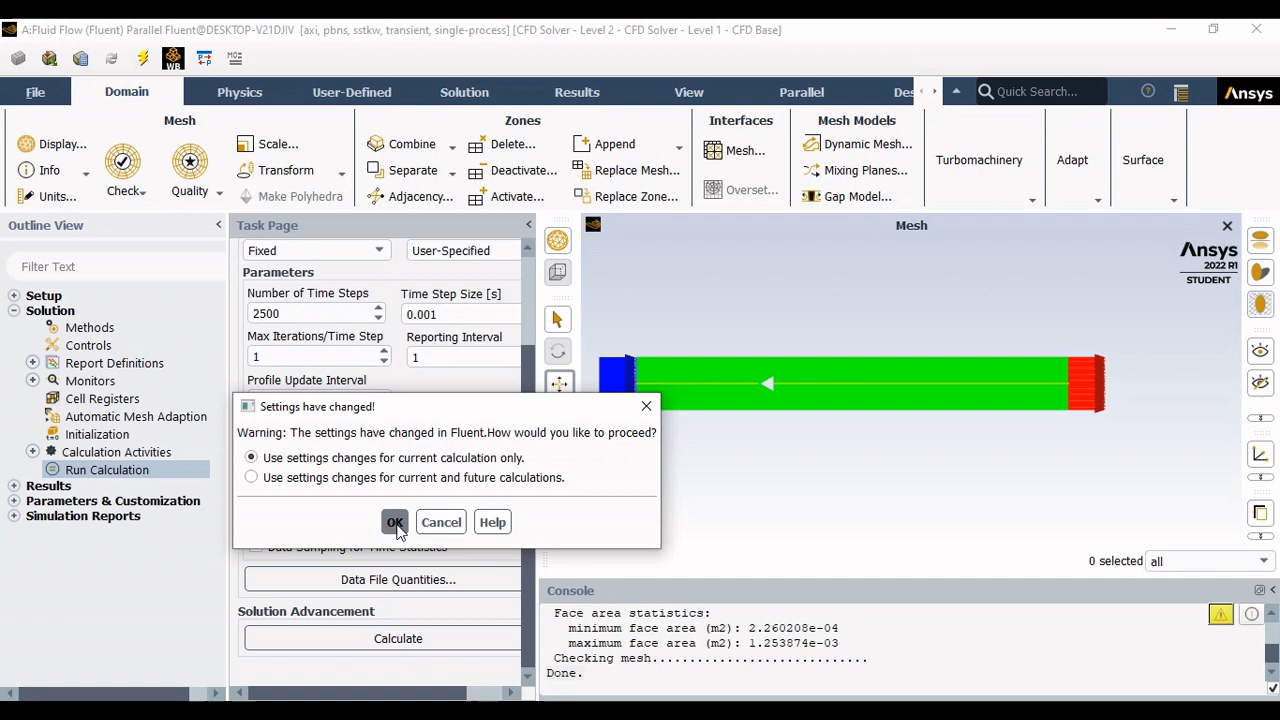 A:Fluid Flow (Fluent) Parallel Fluent@DESKTOP-V21DJIV [axi, pbns, sstkw, transient, single-process] [CFD Solver - Level 2 - CFD Solver - Level 1 - CFD Base]
File Domain Physics User-Defined Solution Results View Parallel Quick Search... Ansys
Mesh Zones Interfaces Mesh Models
Display... Scale... Combine Delete... Append Mesh... Dynamic Mesh...
Info Check Quality Transform Separate Deactivate... Replace Mesh... Mixing Planes... Turbomachinery Adapt Surface
Units... Make Polyhedra Adjacency... Activate... Replace Zone... Overset... Gap Model...
Outline View
Filter Text
Setup
Solution
Methods
Controls
Report Definitions
Monitors
Cell Registers
Automatic Mesh Adaption
Initialization
Calculation Activities
Run Calculation
Results
Parameters & Customization
Simulation Reports
Task Page
Fixed User-Specified
Parameters
Number of Time Steps Time Step Size [s]
2500 0.001
Max Iterations/Time Step Reporting Interval
1 1
Profile Update Interval
Settings have changed!
Warning: The settings have changed in Fluent.How would you like to proceed?
Use settings changes for current calculation only.
Use settings changes for current and future calculations.
OK Cancel Help
Data Sampling for Time Statistics
Data File Quantities...
Solution Advancement
Calculate
Mesh
Ansys
2022 R1
STUDENT
0 selected all
Console
Face area statistics:
minimum face area (m2): 2.260208e-04
maximum face area (m2): 1.253874e-03
Checking mesh............................
Done.